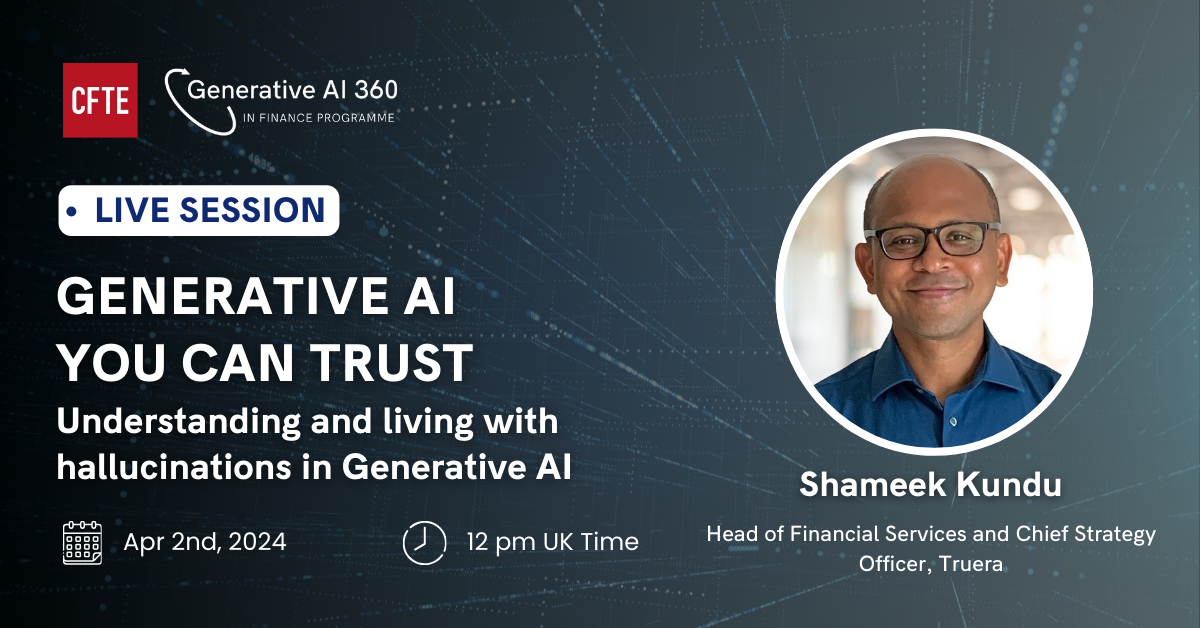 CFTE
Generative AI 360
IN FINANCE PROGRAMME
• LIVE SESSION
GENERATIVE AI
YOU CAN TRUST
Understanding and living with
hallucinations in Generative AI
Apr 2nd, 2024
12 pm UK Time
Shameek Kundu
Head of Financial Services and Chief Strategy
Officer, Truera